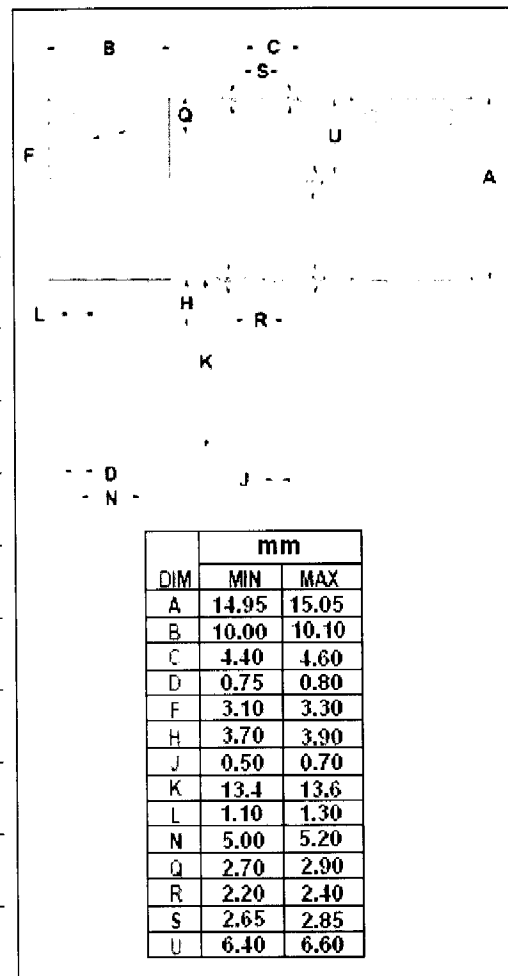 B
C
S
Q
U
F
A
H
L
R
K
D
J
N
mm
DIM MIN MAX
A 14.95 15.05
B 10.00 10.10
C 4.40 4.60
D 0.75 0.80
F 3.10 3.30
H 3.70 3.90
J 0.50 0.70
K 13.4 13.6
L 1.10 1.30
N 5.00 5.20
Q 2.70 2.90
R 2.20 2.40
S 2.65 2.85
U 6.40 6.60